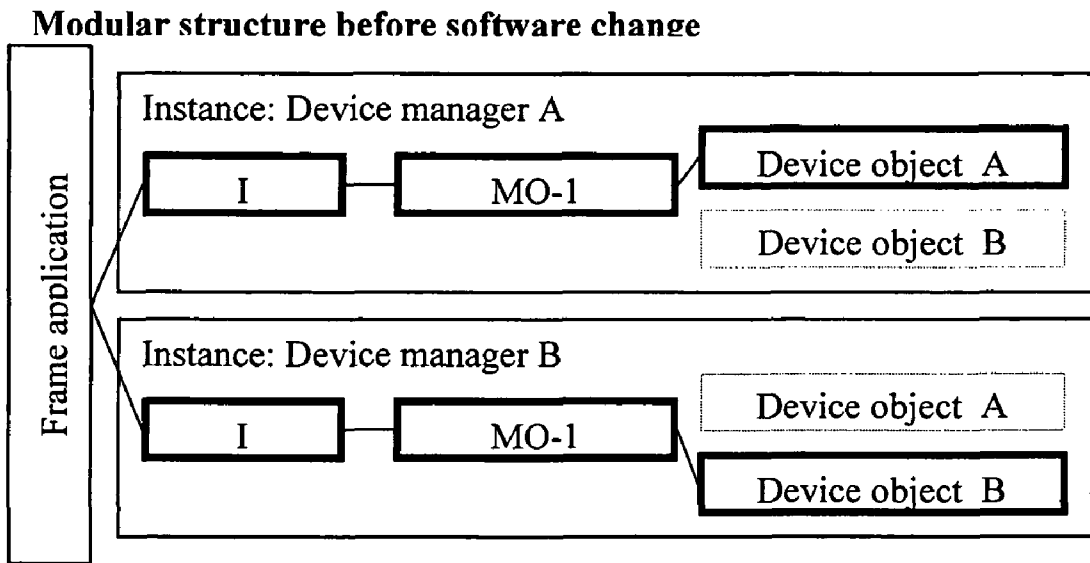 Modular structure before software change
Frame application
Instance: Device manager A
I
MO-1
Device object A
Device object B
Instance: Device manager B
I
MO-1
Device object A
Device object B